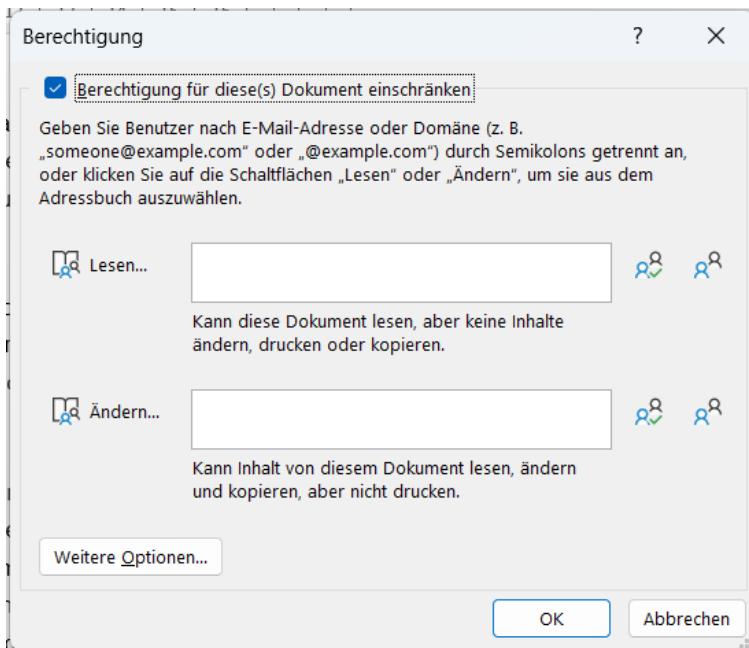 Berechtigung
?
Berechtigung für diese(s) Dokument einschränken
Geben Sie Benutzer nach E-Mail-Adresse oder Domäne (z. B.
„someone@example.com“ oder „@example.com“) durch Semikolons getrennt an,
oder klicken Sie auf die Schaltflächen „Lesen“ oder „Ändern“, um sie aus dem
Adressbuch auszuwählen.
Lesen...
Kann diese Dokument lesen, aber keine Inhalte
ändern, drucken oder kopieren.
Ändern...
Kann Inhalt von diesem Dokument lesen, ändern
und kopieren, aber nicht drucken.
Weitere Optionen...
OK Abbrechen